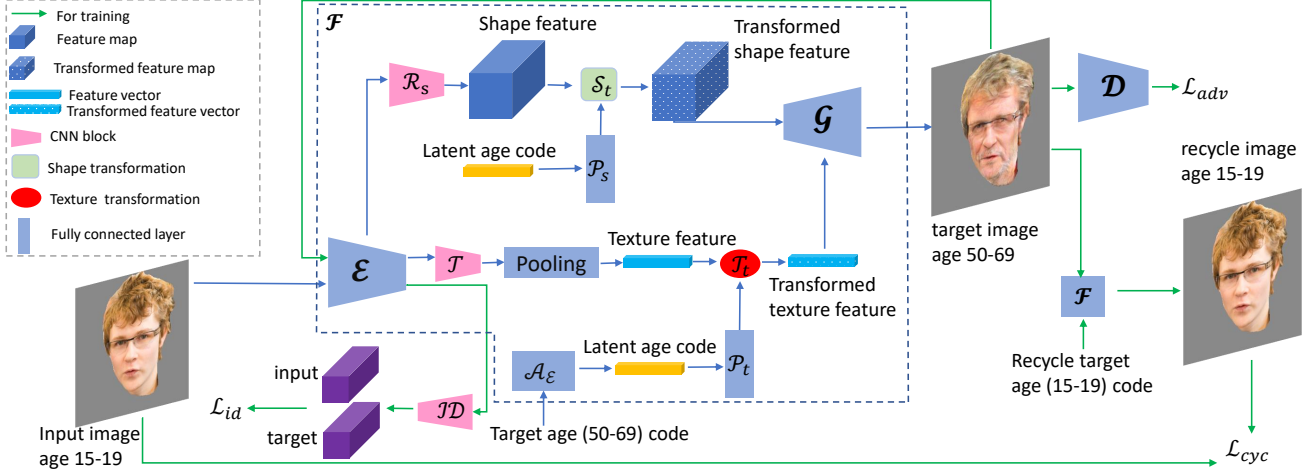 For training
Feature map
Transformed feature map
Feature vector
Transformed feature vector
CNN block
Shape transformation
Texture transformation
Fully connected layer
ℱ
Shape feature
Transformed
shape feature
ℛs
𝒮t
𝒢
Latent age code
𝒫s
𝒟
ℒadv
recycle image
age 15-19
target image
age 50-69
ℰ
𝒯
Pooling
Texture feature
𝒯t
Transformed
texture feature
ℱ
Latent age code
𝒜ℰ
𝒫t
Recycle target
age (15-19) code
input
ℒid
target
ℐ𝒟
Target age (50-69) code
Input image
age 15-19
ℒcyc